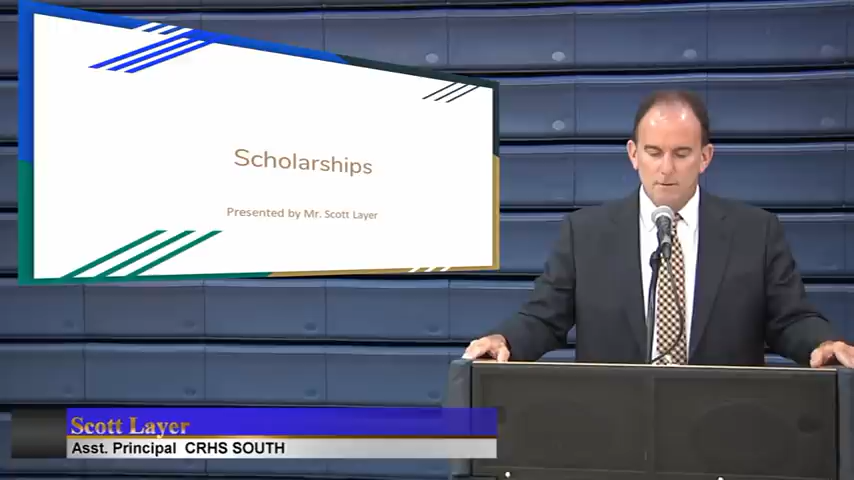 Scholarships
Presented by Mr. Scott Layer
Scott Layer
Asst. Principal CRHS SOUTH